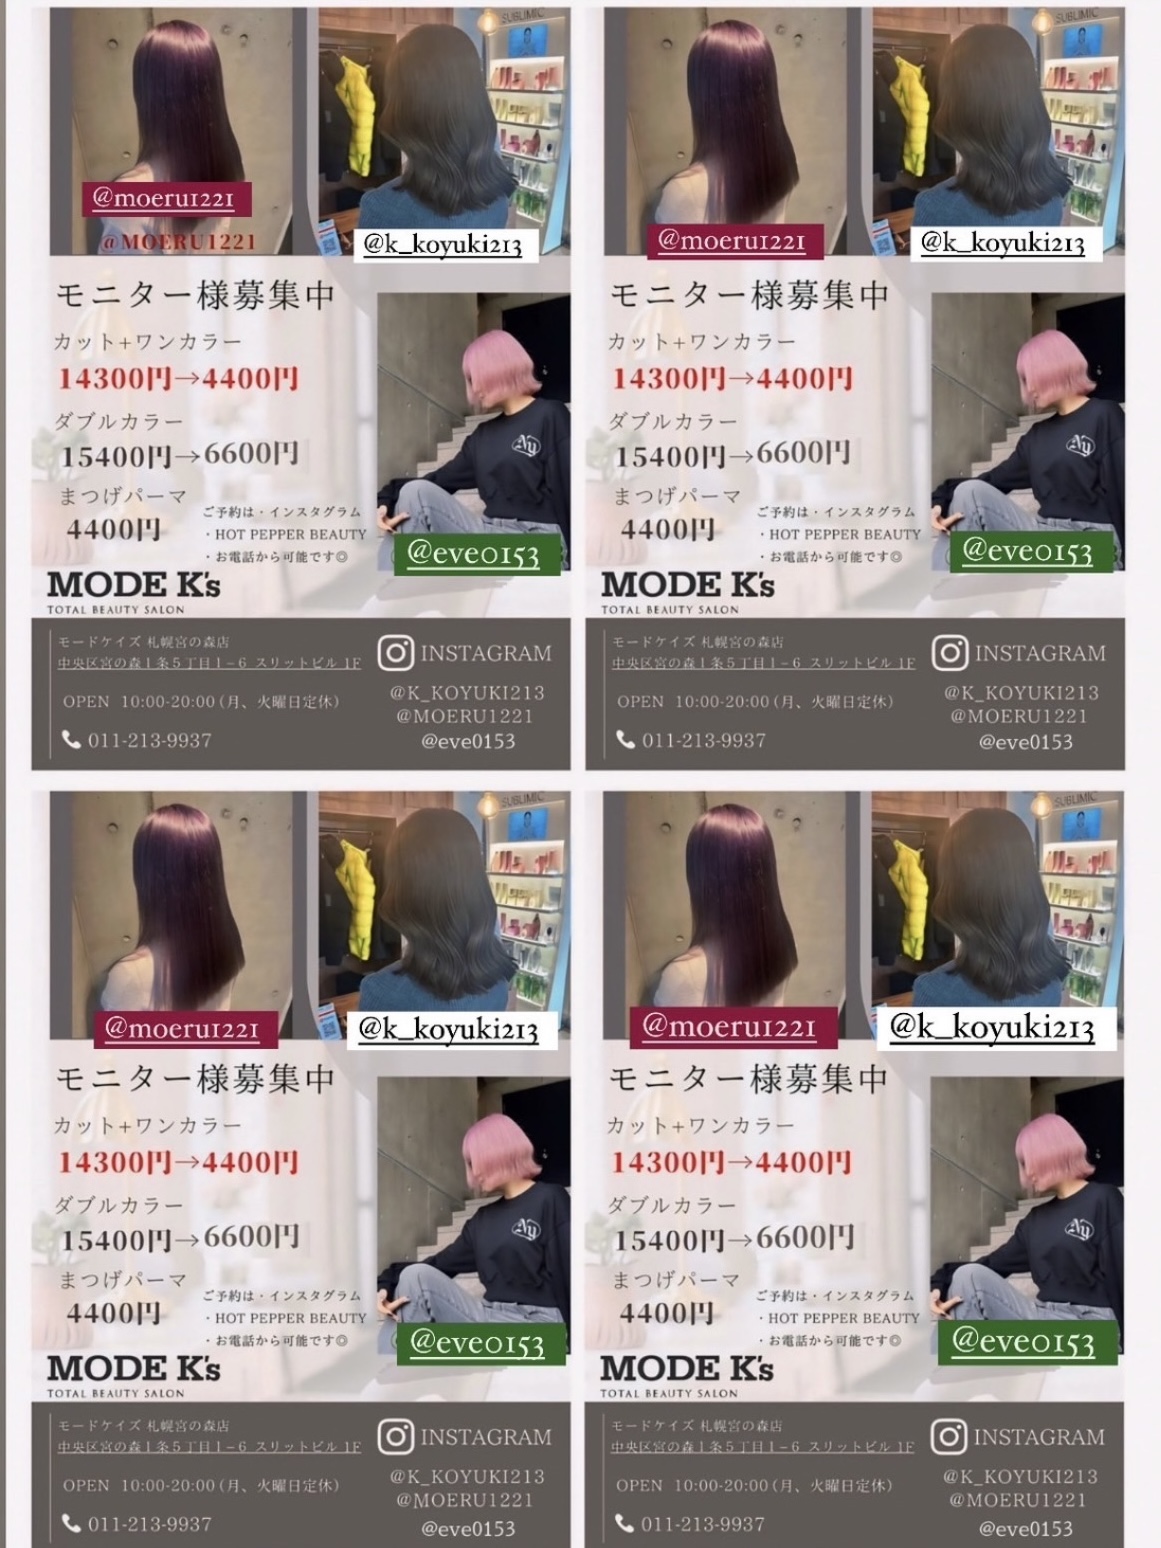 SUBLIMIC
@moeru1221
@MOERU1221
@k_koyuki213
モニター様募集中
カット+ワンカラー
14300円→4400円
ダブルカラー
15400円→6600円
まつげパーマ
4400円
ご予約は・インスタグラム
・HOT PEPPER BEAUTY
・お電話から可能です◎
Ny
@eve0153
MODE K's
TOTAL BEAUTY SALON
モードケイズ 札幌宮の森店
中央区宮の森1条5丁目1−6 スリットビル 1F
OPEN 10:00-20:00(月、火曜日定休)
011-213-9937
INSTAGRAM
@K_KOYUKI213
@MOERU1221
@eve0153
SUBLIMIC
@moeru1221
@k_koyuki213
モニター様募集中
カット+ワンカラー
14300円→4400円
ダブルカラー
15400円→6600円
まつげパーマ
4400円
ご予約は・インスタグラム
・HOT PEPPER BEAUTY
・お電話から可能です◎
Ny
@eve0153
MODE K's
TOTAL BEAUTY SALON
モードケイズ 札幌宮の森店
中央区宮の森1条5丁目1−6 スリットビル 1F
OPEN 10:00-20:00(月、火曜日定休)
011-213-9937
INSTAGRAM
@K_KOYUKI213
@MOERU1221
@eve0153
SUBLIMIC
@moeru1221
@k_koyuki213
モニター様募集中
カット+ワンカラー
14300円→4400円
ダブルカラー
15400円→6600円
まつげパーマ
4400円
ご予約は・インスタグラム
・HOT PEPPER BEAUTY
・お電話から可能です◎
Ny
@eve0153
MODE K's
TOTAL BEAUTY SALON
モードケイズ 札幌宮の森店
中央区宮の森1条5丁目1−6 スリットビル 1F
OPEN 10:00-20:00(月、火曜日定休)
011-213-9937
INSTAGRAM
@K_KOYUKI213
@MOERU1221
@eve0153
SUBLIMIC
@moeru1221
@k_koyuki213
モニター様募集中
カット+ワンカラー
14300円→4400円
ダブルカラー
15400円→6600円
まつげパーマ
4400円
ご予約は・インスタグラム
・HOT PEPPER BEAUTY
・お電話から可能です◎
Ny
@eve0153
MODE K's
TOTAL BEAUTY SALON
モードケイズ 札幌宮の森店
中央区宮の森1条5丁目1−6 スリットビル 1F
OPEN 10:00-20:00(月、火曜日定休)
011-213-9937
INSTAGRAM
@K_KOYUKI213
@MOERU1221
@eve0153